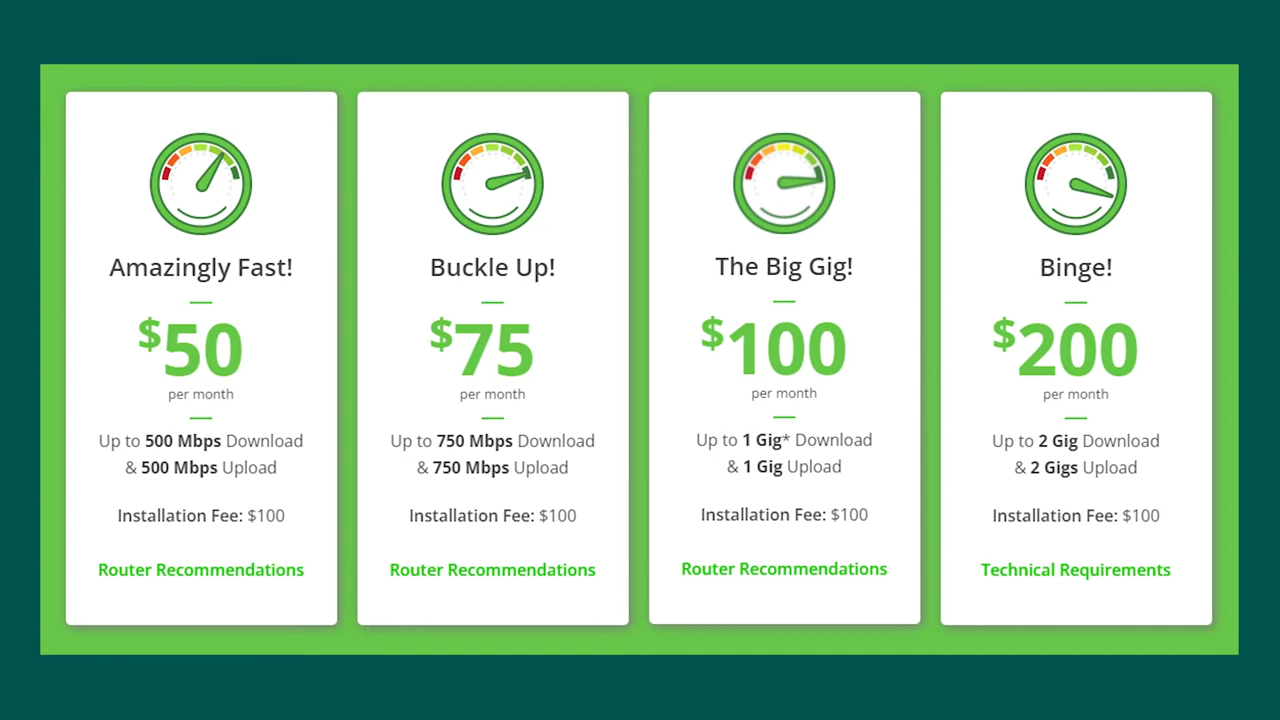 Amazingly Fast!
$50
per month
Up to 500 Mbps Download
& 500 Mbps Upload
Installation Fee: $100
Router Recommendations
Buckle Up!
$75
per month
Up to 750 Mbps Download
& 750 Mbps Upload
Installation Fee: $100
Router Recommendations
The Big Gig!
$100
per month
Up to 1 Gig* Download
& 1 Gig Upload
Installation Fee: $100
Router Recommendations
Binge!
$200
per month
Up to 2 Gig Download
& 2 Gigs Upload
Installation Fee: $100
Technical Requirements